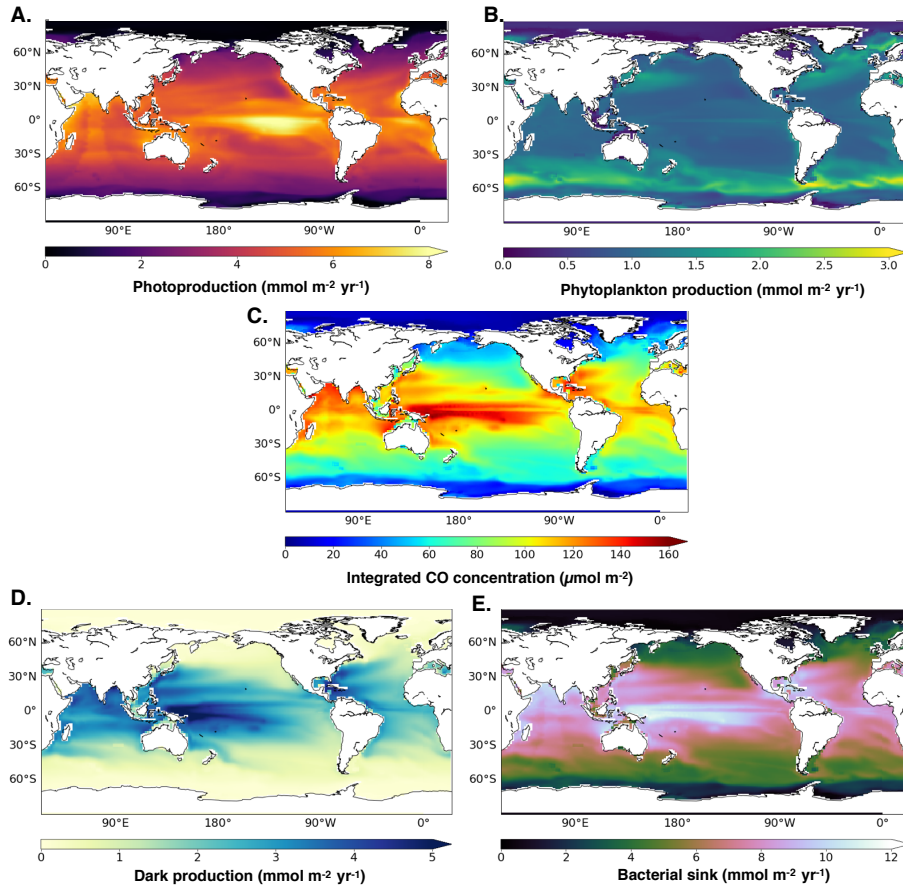 A.
60°N
30°N
0°
30°S
60°S
90°E 180° 90°W 0°
0 2 4 6 8
Photoproduction (mmol m⁻² yr⁻¹)
B.
60°N
30°N
0°
30°S
60°S
90°E 180° 90°W 0°
0.0 0.5 1.0 1.5 2.0 2.5 3.0
Phytoplankton production (mmol m⁻² yr⁻¹)
C.
60°N
30°N
0°
30°S
60°S
90°E 180° 90°W 0°
0 20 40 60 80 100 120 140 160
Integrated CO concentration (µmol m⁻²)
D.
60°N
30°N
0°
30°S
60°S
90°E 180° 90°W 0°
0 1 2 3 4 5
Dark production (mmol m⁻² yr⁻¹)
E.
60°N
30°N
0°
30°S
60°S
90°E 180° 90°W 0°
0 2 4 6 8 10 12
Bacterial sink (mmol m⁻² yr⁻¹)